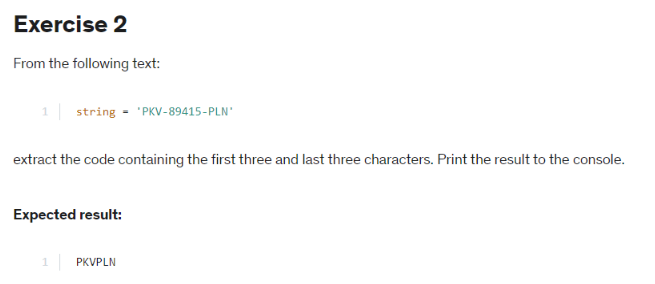 Exercise 2
From the following text:
1 string = 'PKV-89415-PLN'
extract the code containing the first three and last three characters. Print the result to the console.
Expected result:
1 PKVPLN